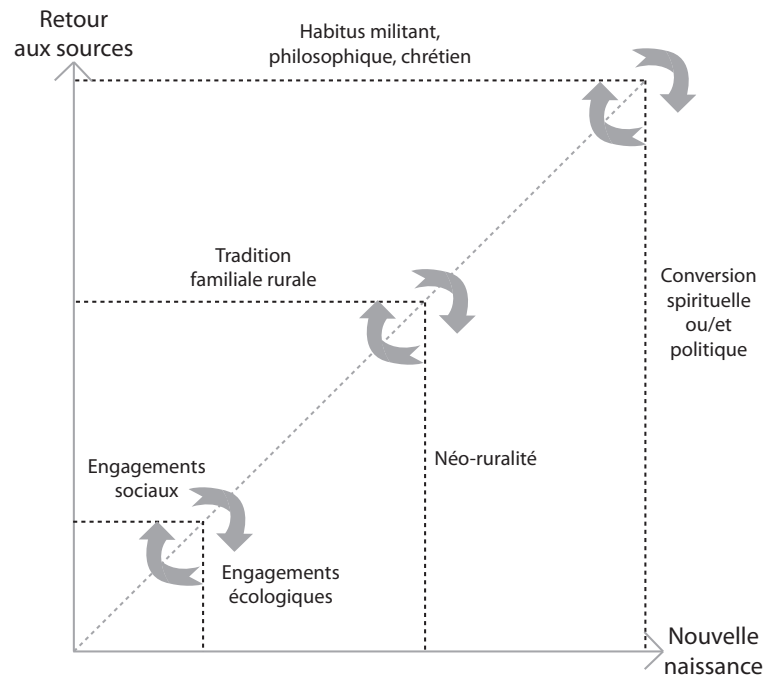 Retour
aux sources
Habitus militant,
philosophique, chrétien
Tradition
familiale rurale
Conversion
spirituelle
ou/et
politique
Néo-ruralité
Engagements
sociaux
Engagements
écologiques
Nouvelle
naissance